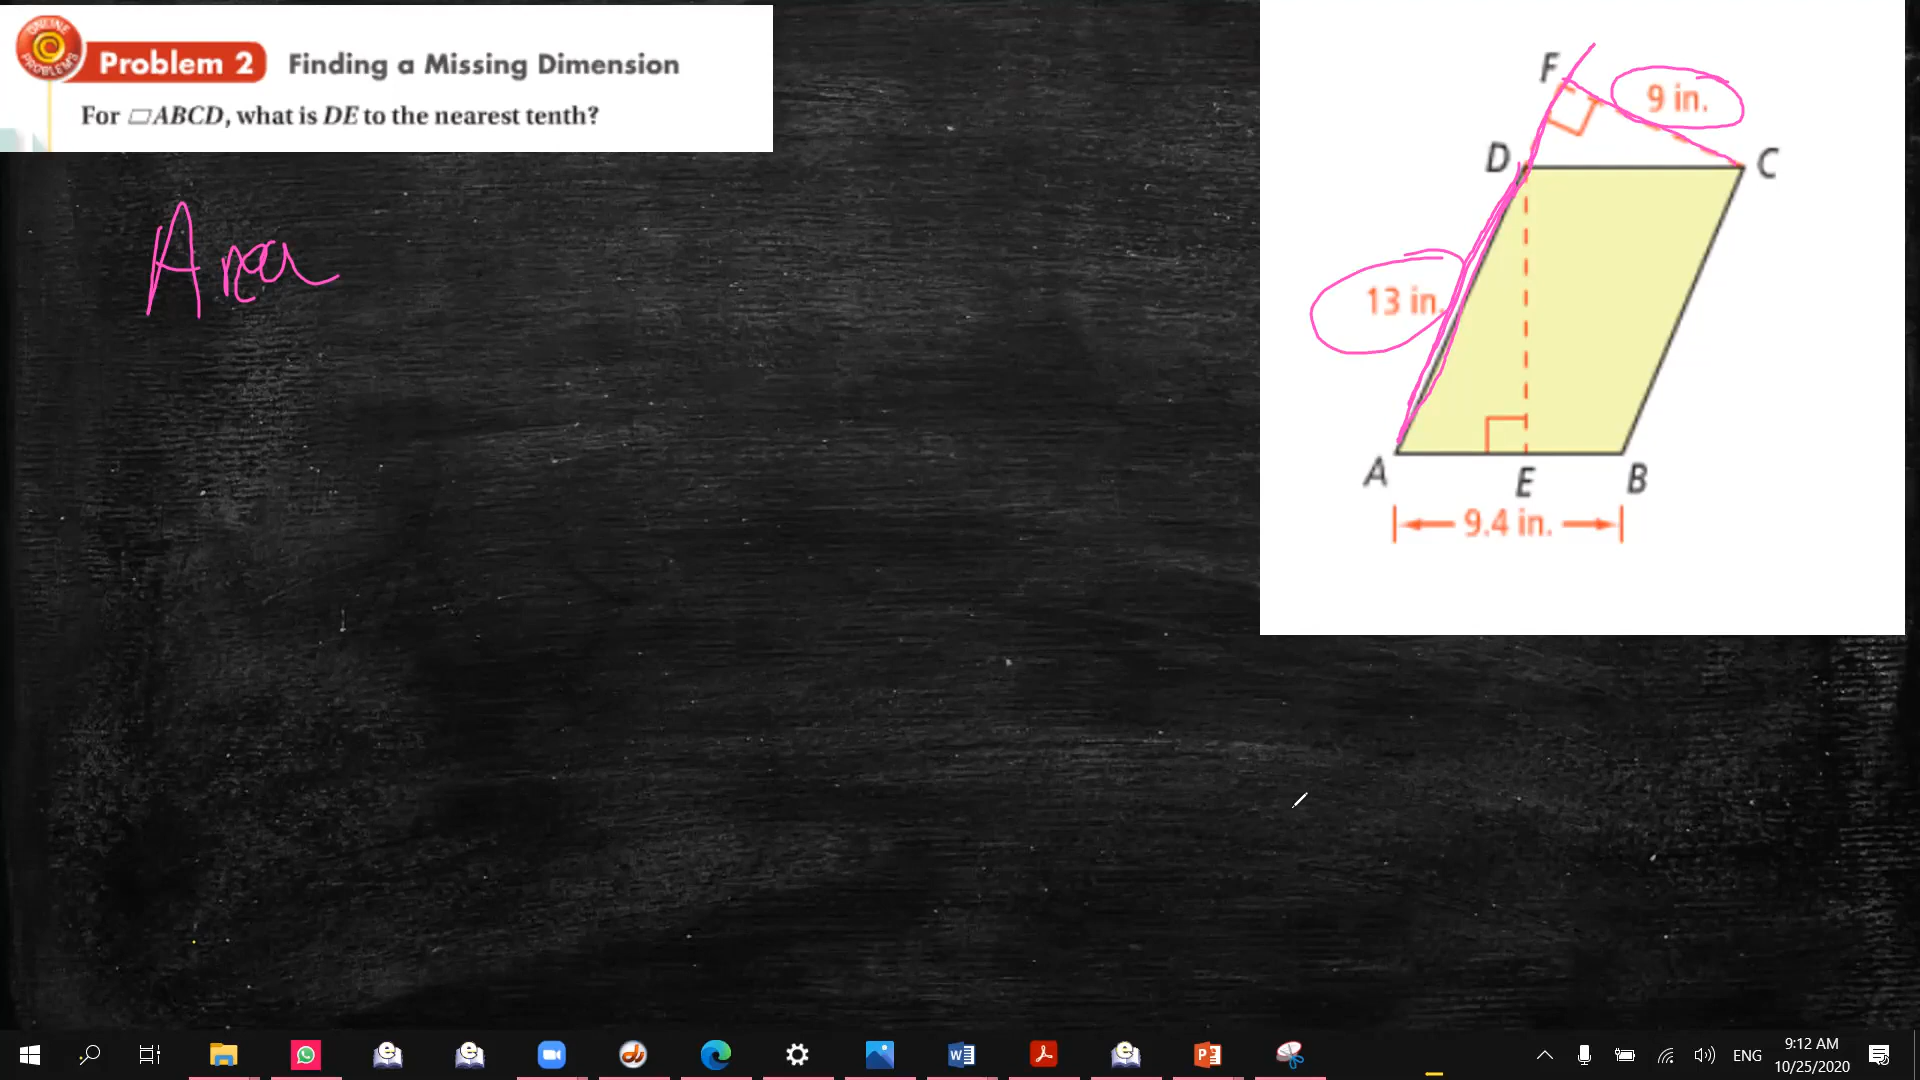 ONLINE
PROBLEMS
Problem 2 Finding a Missing Dimension
For ▱ABCD, what is DE to the nearest tenth?
Area
F
9 in.
D
C
13 in.
A
E
B
9.4 in.
ENG
9:12 AM
10/25/2020